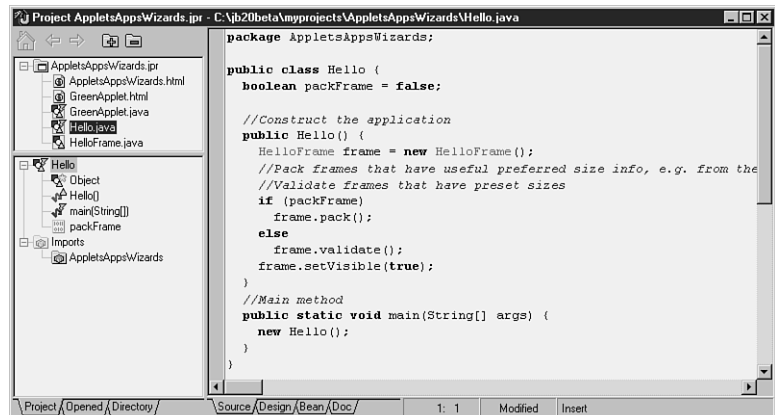 Project AppletsAppsWizards.jpr - C:\jb20beta\myprojects\AppletsAppsWizards\Hello.java
AppletsAppsWizards.jpr
AppletsAppsWizards.html
GreenApplet.html
GreenApplet.java
Hello.java
HelloFrame.java
Hello
Object
Hello()
main(String[])
packFrame
Imports
AppletsAppsWizards
Project Opened Directory
package AppletsAppsWizards;
public class Hello {
boolean packFrame = false;
//Construct the application
public Hello() {
HelloFrame frame = new HelloFrame();
//Pack frames that have useful preferred size info, e.g. from the
//Validate frames that have preset sizes
if (packFrame)
frame.pack();
else
frame.validate();
frame.setVisible(true);
}
//Main method
public static void main(String[] args) {
new Hello();
}
}
Source Design Bean Doc
1: 1 Modified Insert